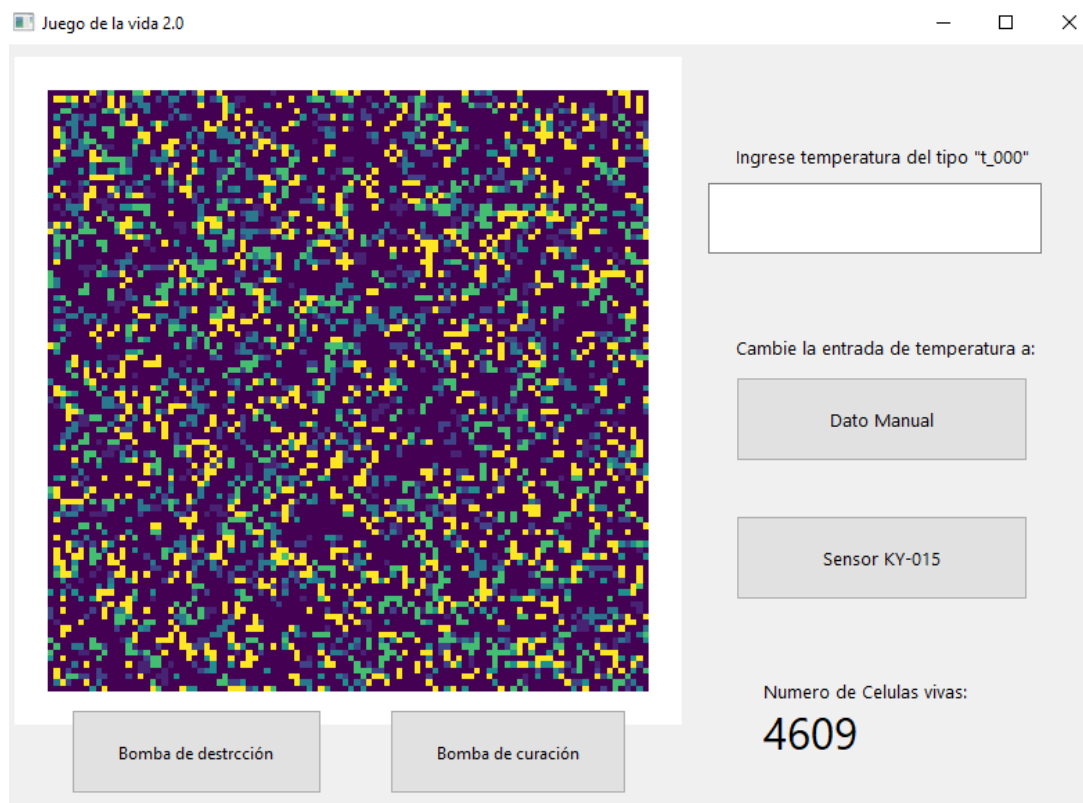 Juego de la vida 2.0
Ingrese temperatura del tipo "t_000"
Cambie la entrada de temperatura a:
Dato Manual
Sensor KY-015
Numero de Celulas vivas:
4609
Bomba de destrcción
Bomba de curación